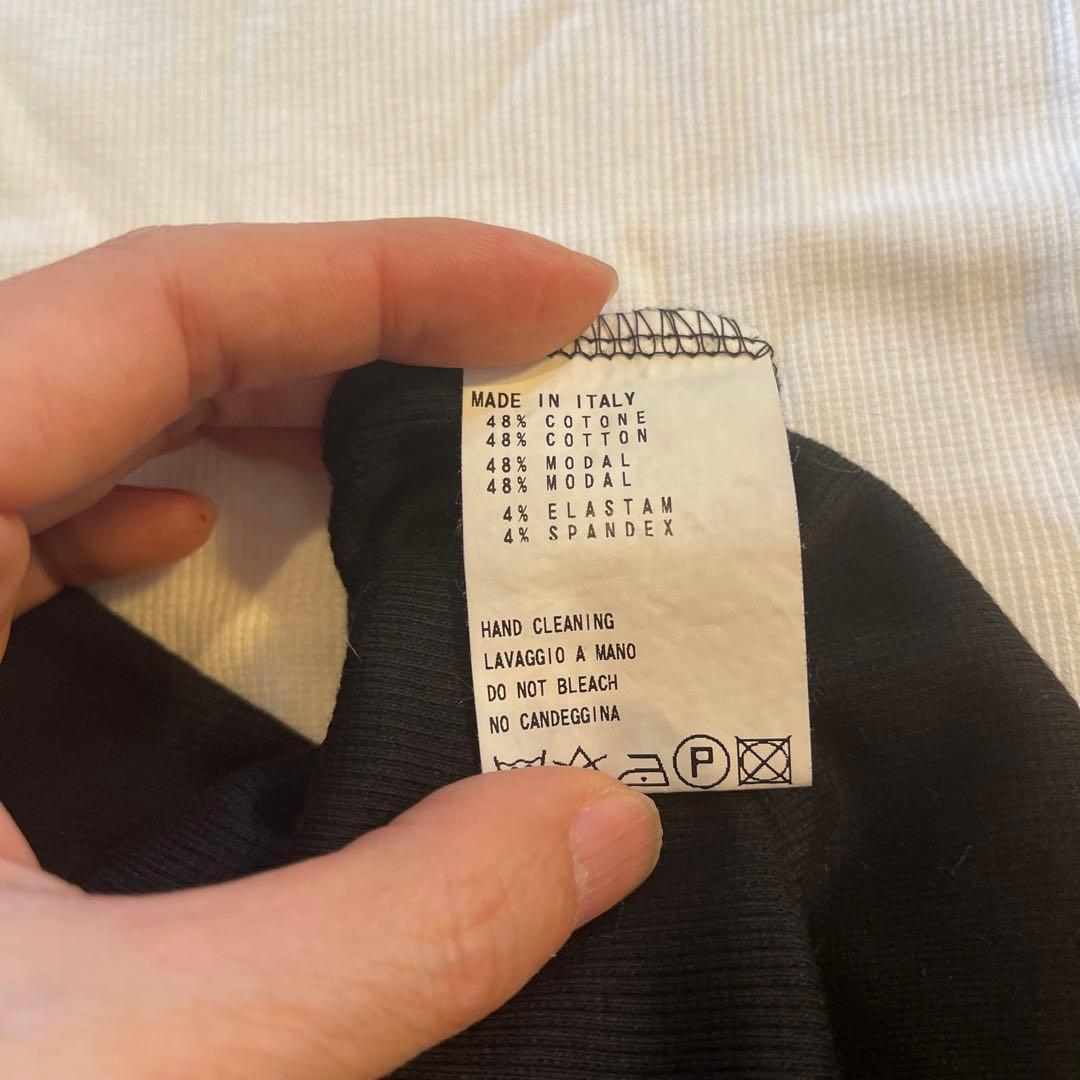 MADE IN ITALY
48% COTONE
48% COTTON
48% MODAL
48% MODAL
4% ELASTAM
4% SPANDEX
HAND CLEANING
LAVAGGIO A MANO
DO NOT BLEACH
NO CANDEGGINA
P